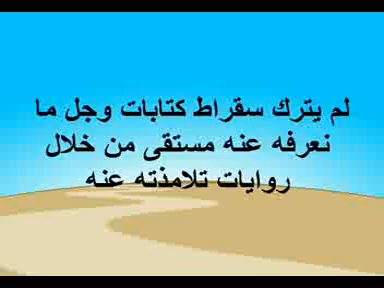 لم يترك سقراط كتابات وجل ما
نعرفه عنه مستقى من خلال
روايات تلامذته عنه